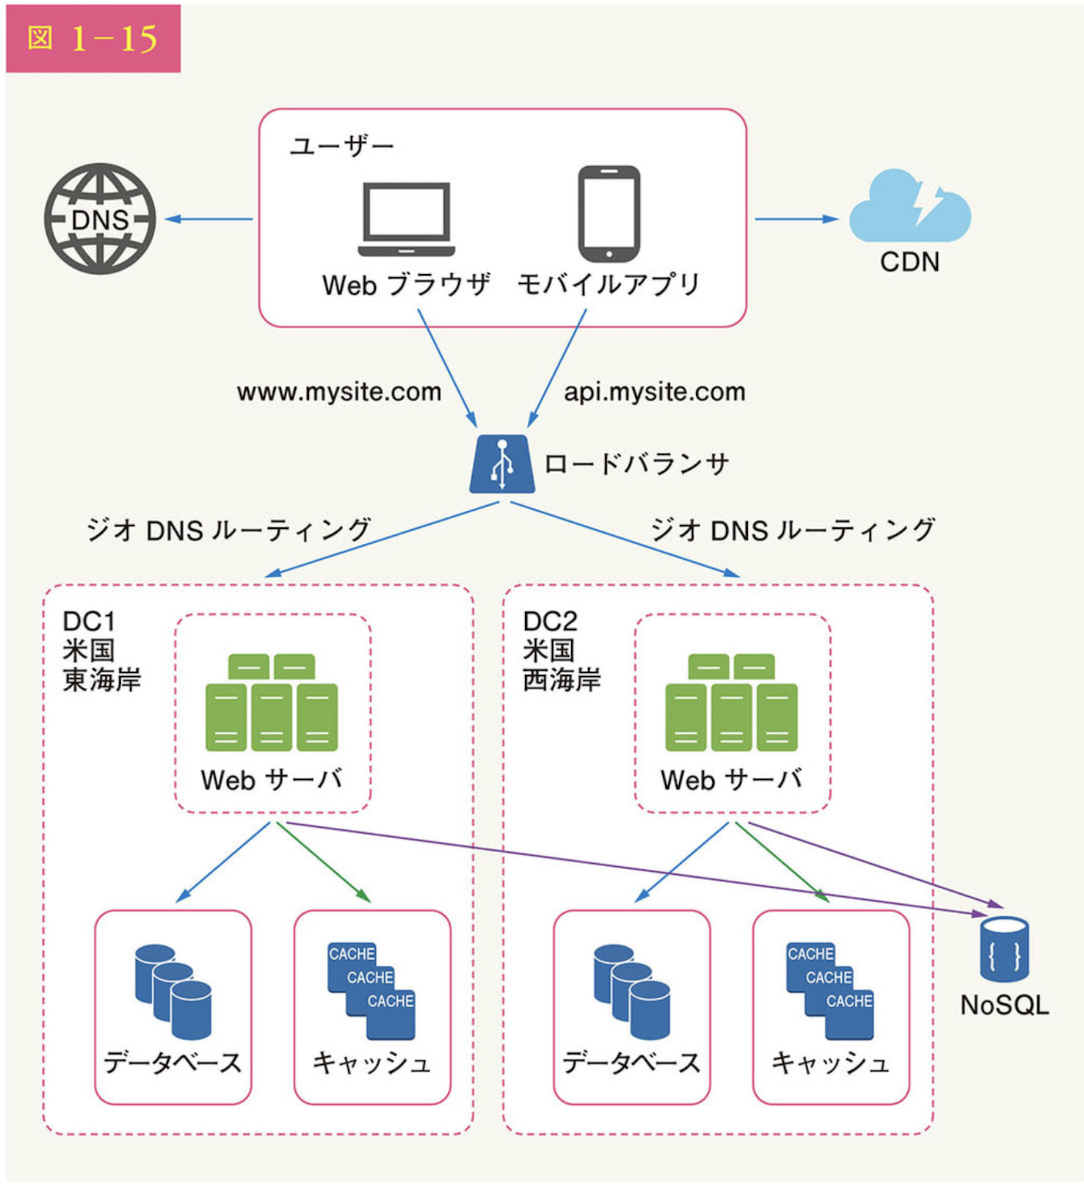 図 1-15
ユーザー
DNS
Web ブラウザ
モバイルアプリ
CDN
www.mysite.com
api.mysite.com
ロードバランサ
ジオ DNS ルーティング
ジオ DNS ルーティング
DC1
米国
東海岸
Web サーバ
DC2
米国
西海岸
Web サーバ
データベース
CACHE
CACHE
CACHE
キャッシュ
データベース
CACHE
CACHE
CACHE
キャッシュ
{ }
NoSQL